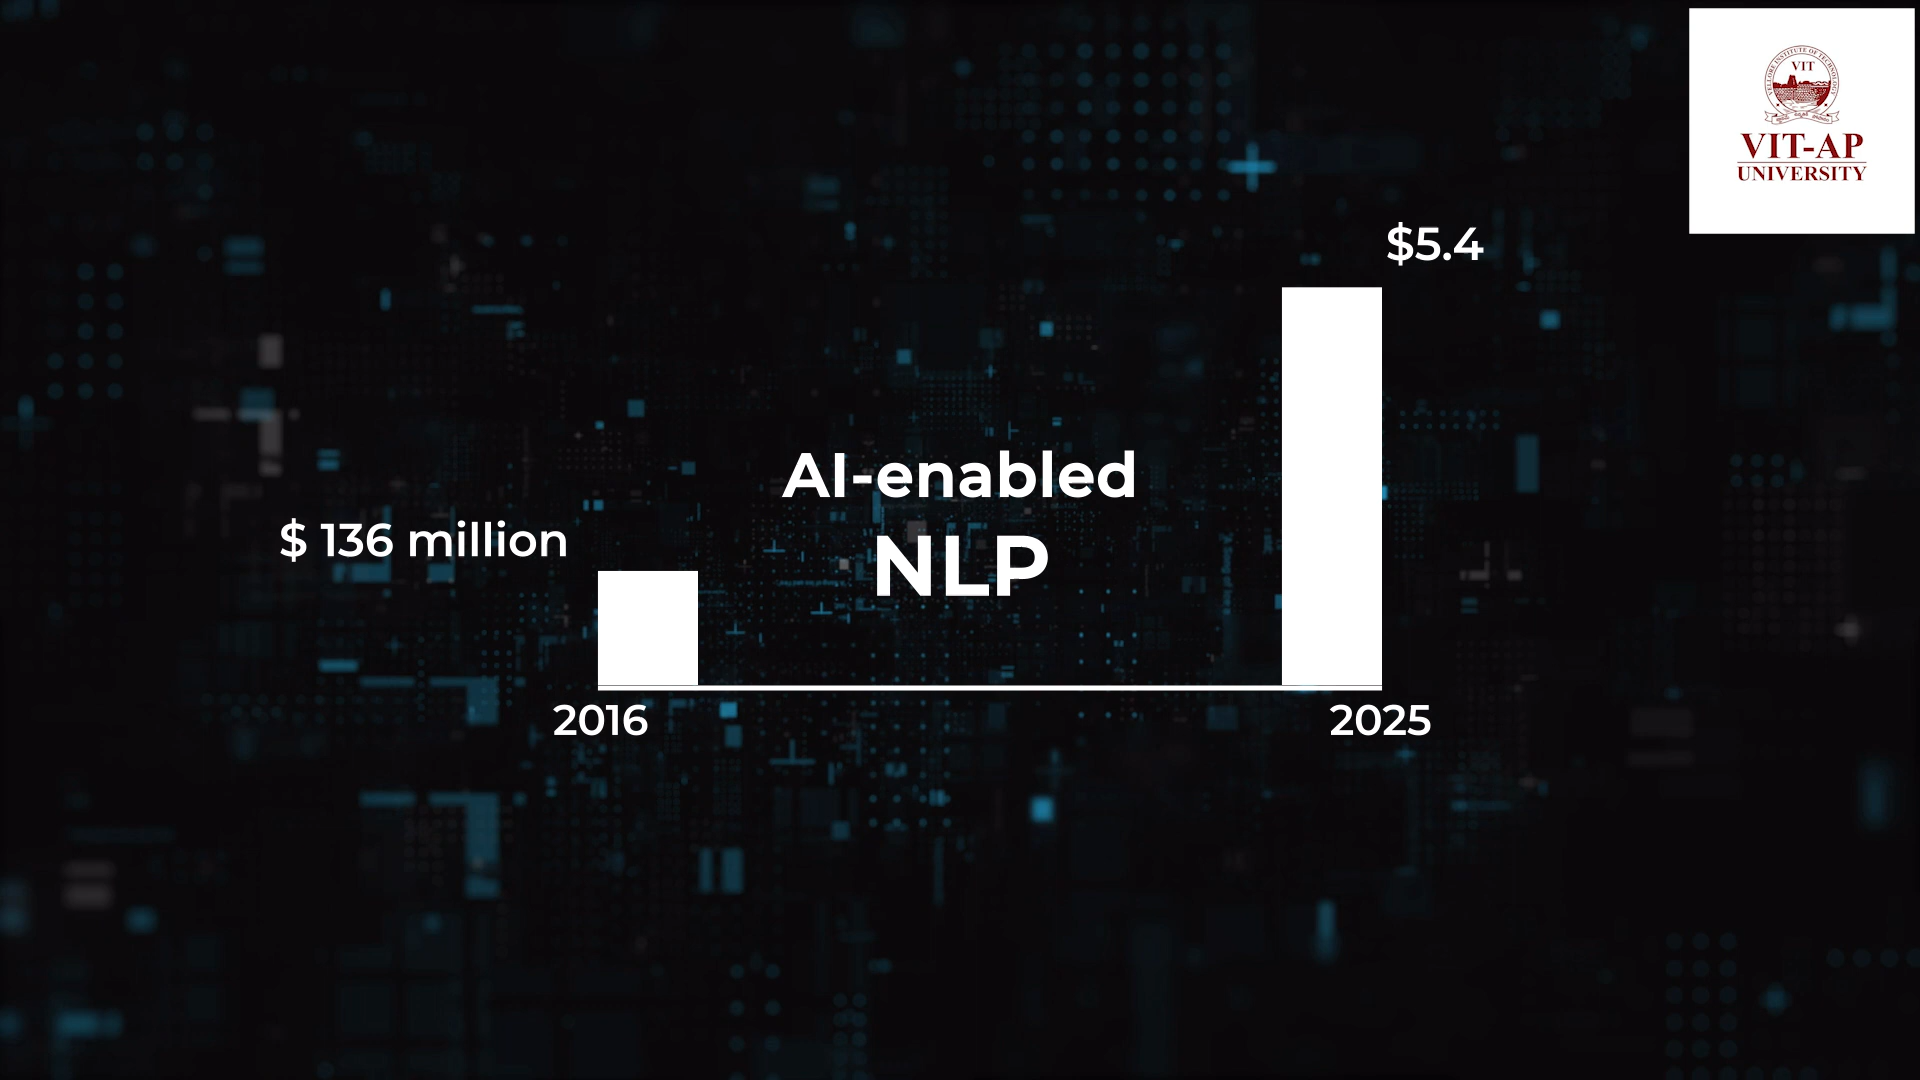 VIT
VIT-AP
UNIVERSITY
$5.4
AI-enabled
$ 136 million
NLP
2016
2025